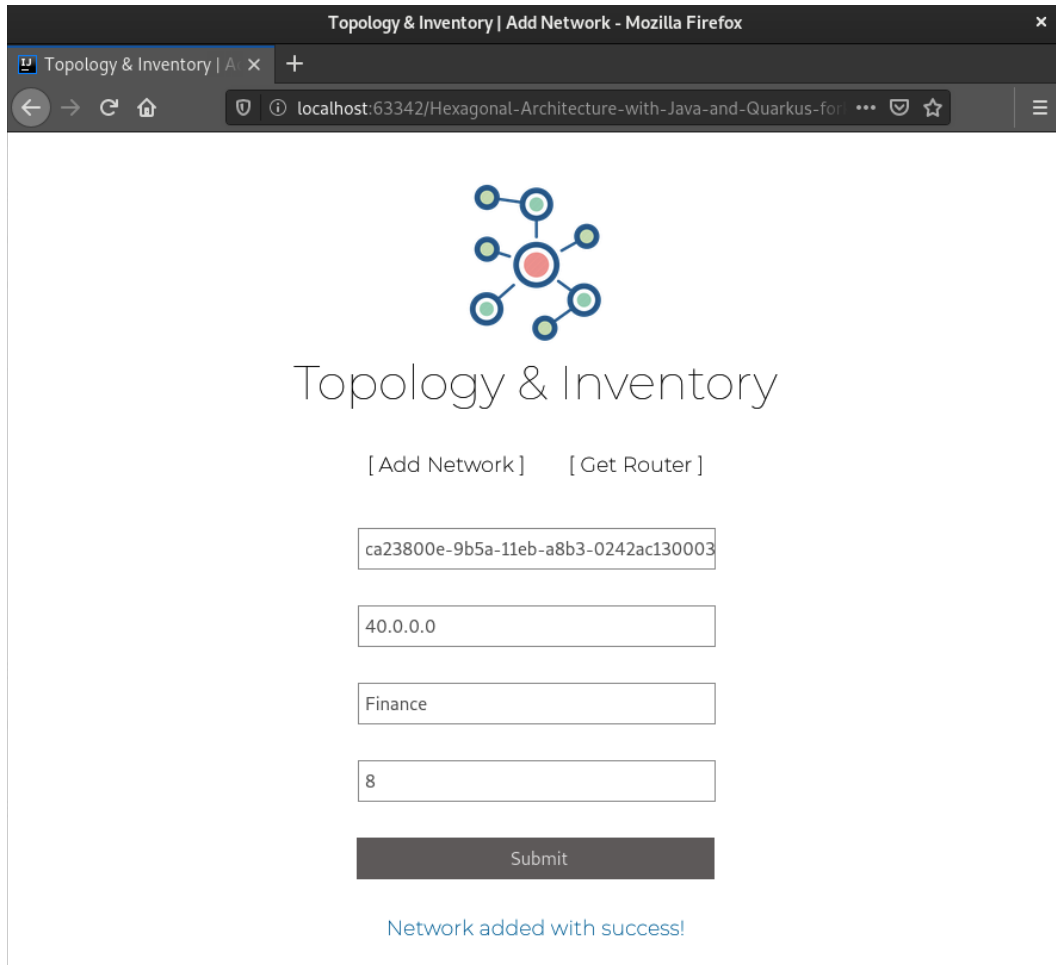 Topology & Inventory | Add Network - Mozilla Firefox
Topology & Inventory | A
localhost:63342/Hexagonal-Architecture-with-Java-and-Quarkus-for
Topology & Inventory
[ Add Network ] [ Get Router ]
ca23800e-9b5a-11eb-a8b3-0242ac130003
40.0.0.0
Finance
8
Submit
Network added with success!